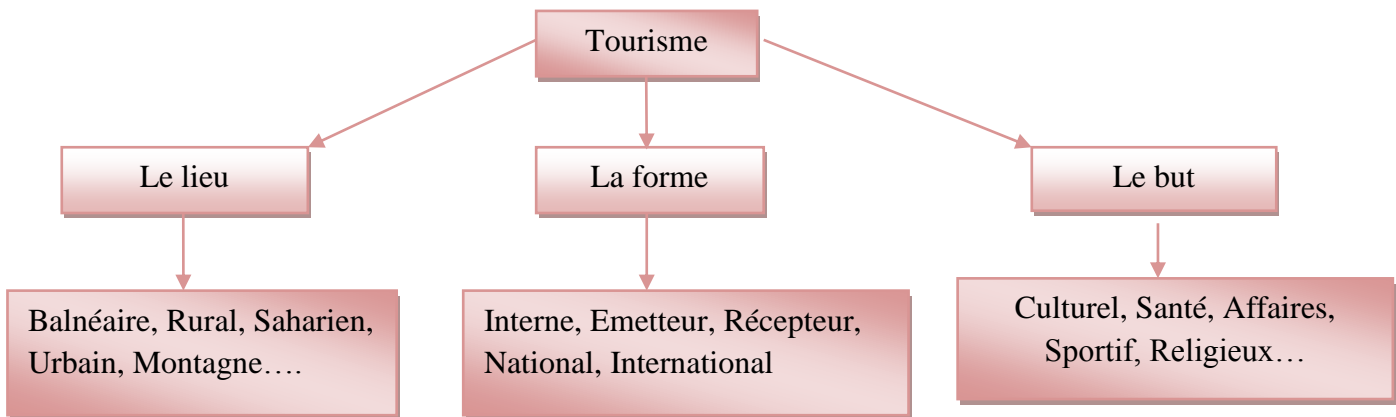 Tourisme
Le lieu
La forme
Le but
Balnéaire, Rural, Saharien,
Urbain, Montagne….
Interne, Emetteur, Récepteur,
National, International
Culturel, Santé, Affaires,
Sportif, Religieux…